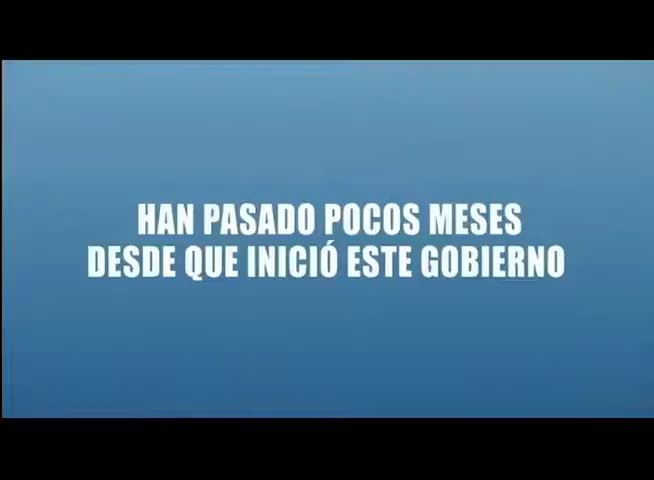 HAN PASADO POCOS MESES
DESDE QUE INICIÓ ESTE GOBIERNO